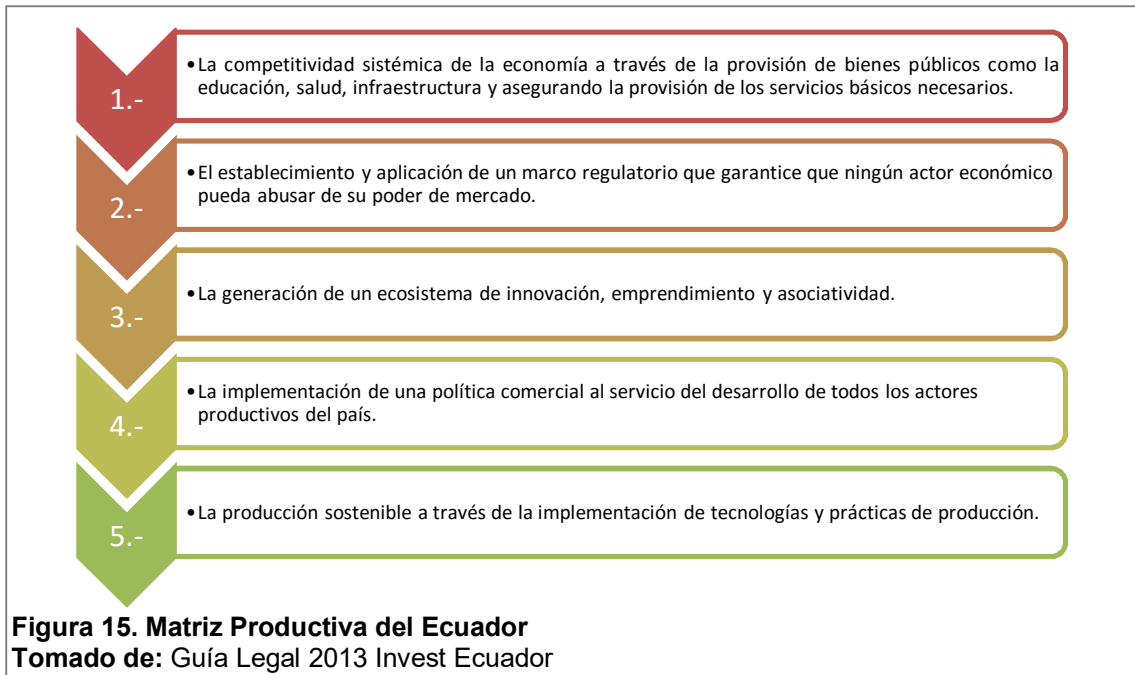 1.-
•La competitividad sistémica de la economía a través de la provisión de bienes públicos como la
educación, salud, infraestructura y asegurando la provisión de los servicios básicos necesarios.
2.-
•El establecimiento y aplicación de un marco regulatorio que garantice que ningún actor económico
pueda abusar de su poder de mercado.
3.-
•La generación de un ecosistema de innovación, emprendimiento y asociatividad.
4.-
•La implementación de una política comercial al servicio del desarrollo de todos los actores
productivos del país.
5.-
•La producción sostenible a través de la implementación de tecnologías y prácticas de producción.
Figura 15. Matriz Productiva del Ecuador
Tomado de: Guía Legal 2013 Invest Ecuador